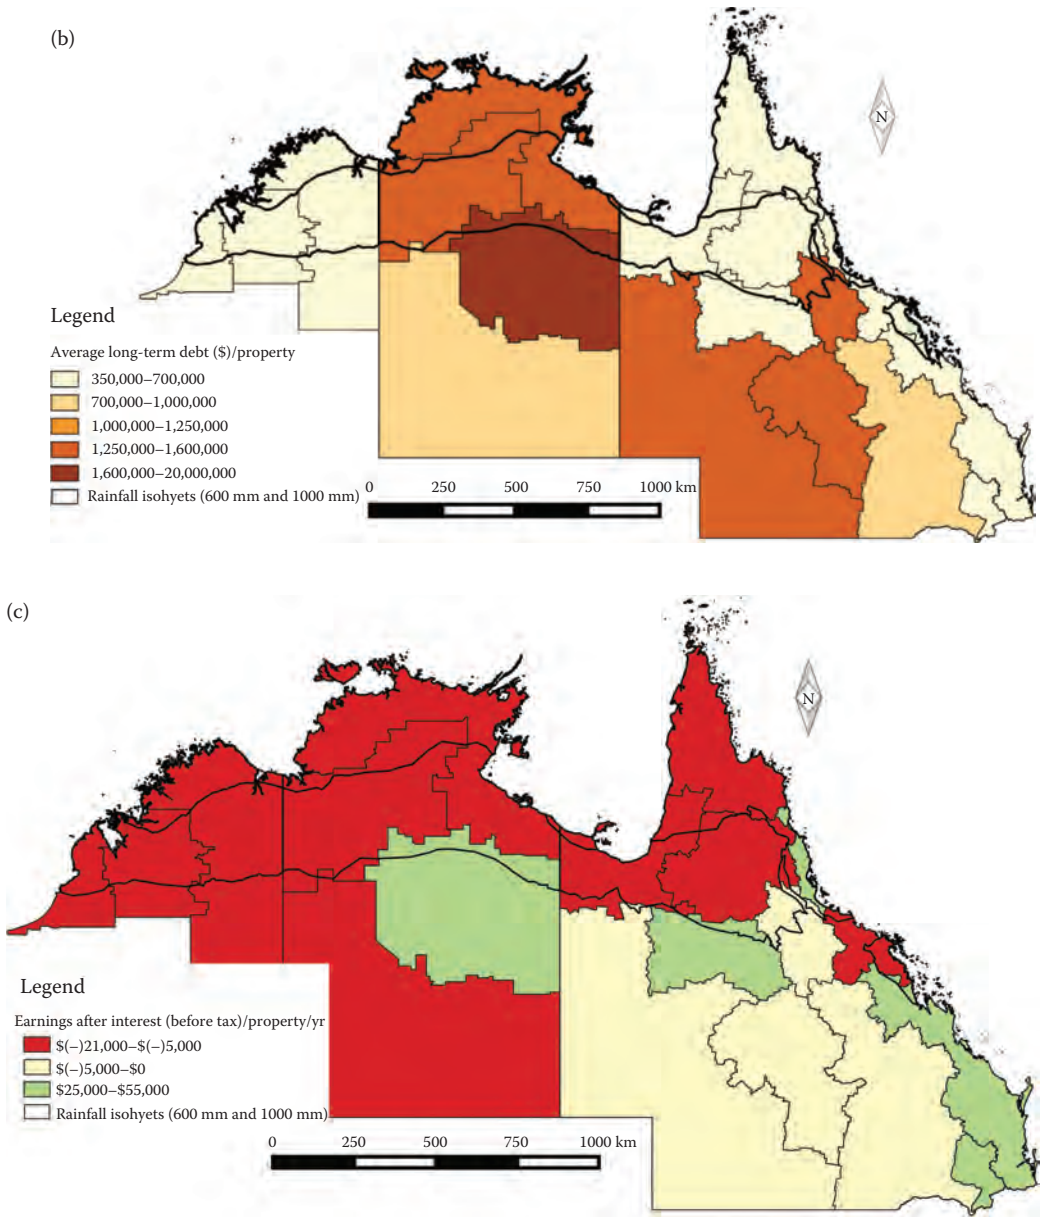 (b)
N
Legend
Average long-term debt ($)/property
350,000–700,000
700,000–1,000,000
1,000,000–1,250,000
1,250,000–1,600,000
1,600,000–20,000,000
Rainfall isohyets (600 mm and 1000 mm)
0 250 500 750 1000 km
(c)
N
Legend
Earnings after interest (before tax)/property/yr
$(–)21,000–$(–)5,000
$(–)5,000–$0
$25,000–$55,000
Rainfall isohyets (600 mm and 1000 mm)
0 250 500 750 1000 km